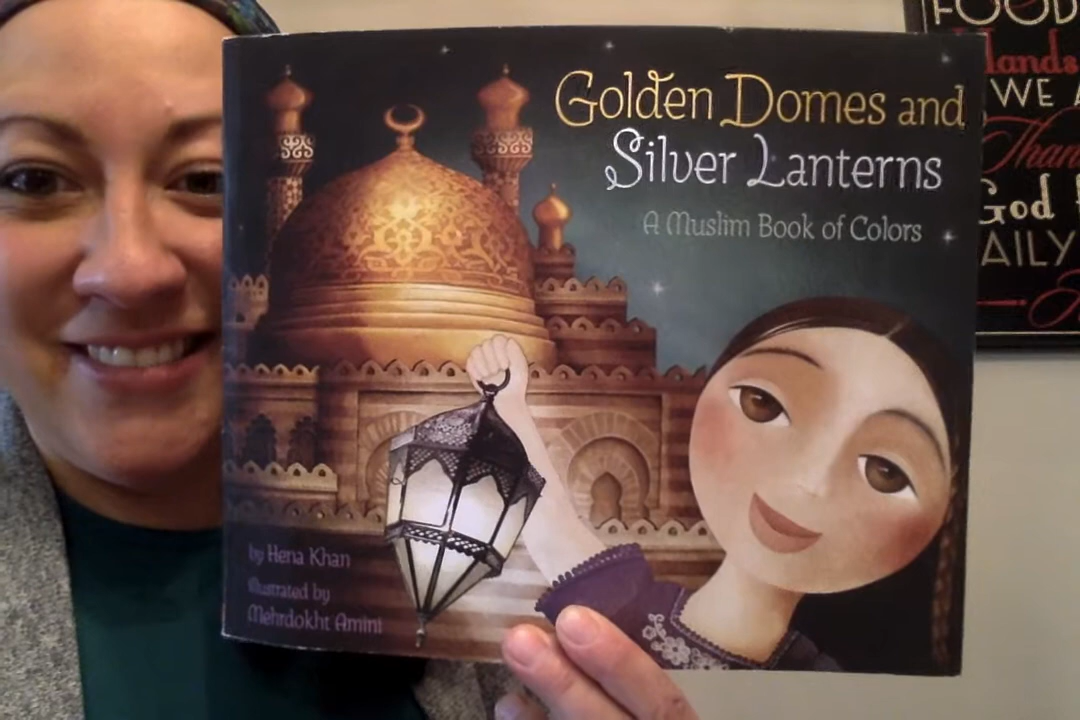 Golden Domes and
Silver Lanterns
A Muslim Book of Colors
by Hena Khan
Illustrated by
Mehrdokht Amini
FOOD
Hands
WE
Than
God
AILY